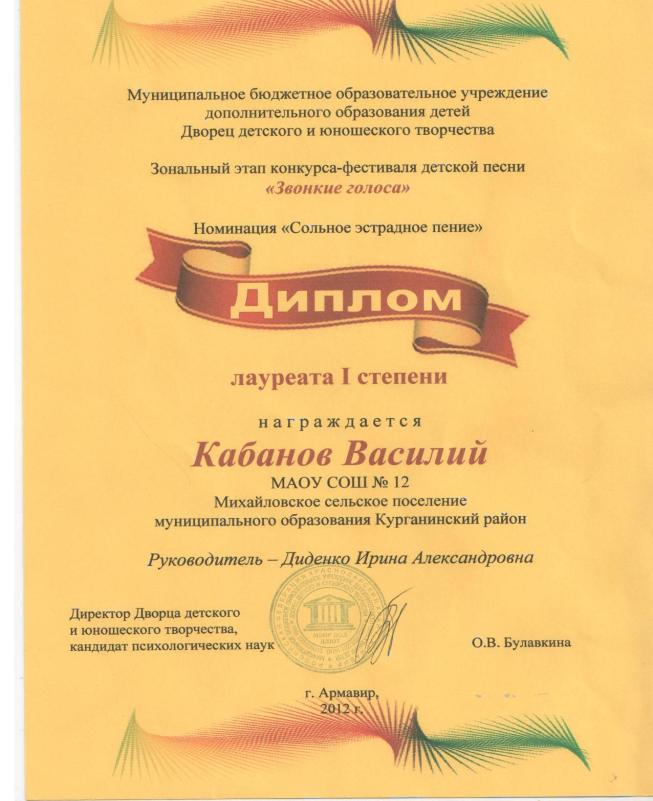 Муниципальное бюджетное образовательное учреждение
дополнительного образования детей
Дворец детского и юношеского творчества
Зональный этап конкурса-фестиваля детской песни
«Звонкие голоса»
Номинация «Сольное эстрадное пение»
Диплом
лауреата I степени
награждается
Кабанов Василий
МАОУ СОШ № 12
Михайловское сельское поселение
муниципального образования Курганинский район
Руководитель – Диденко Ирина Александровна
Директор Дворца детского
и юношеского творчества,
кандидат психологических наук
О.В. Булавкина
г. Армавир,
2012 г.